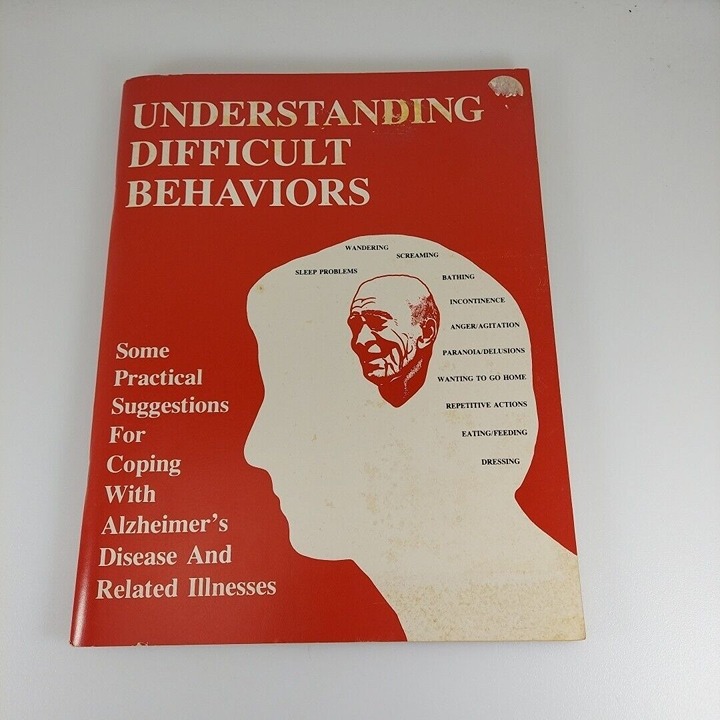 UNDERSTANDING
DIFFICULT
BEHAVIORS
WANDERING
SCREAMING
SLEEP PROBLEMS
BATHING
INCONTINENCE
ANGER/AGITATION
PARANOIA/DELUSIONS
WANTING TO GO HOME
REPETITIVE ACTIONS
EATING/FEEDING
DRESSING
Some
Practical
Suggestions
For
Coping
With
Alzheimer's
Disease And
Related Illnesses